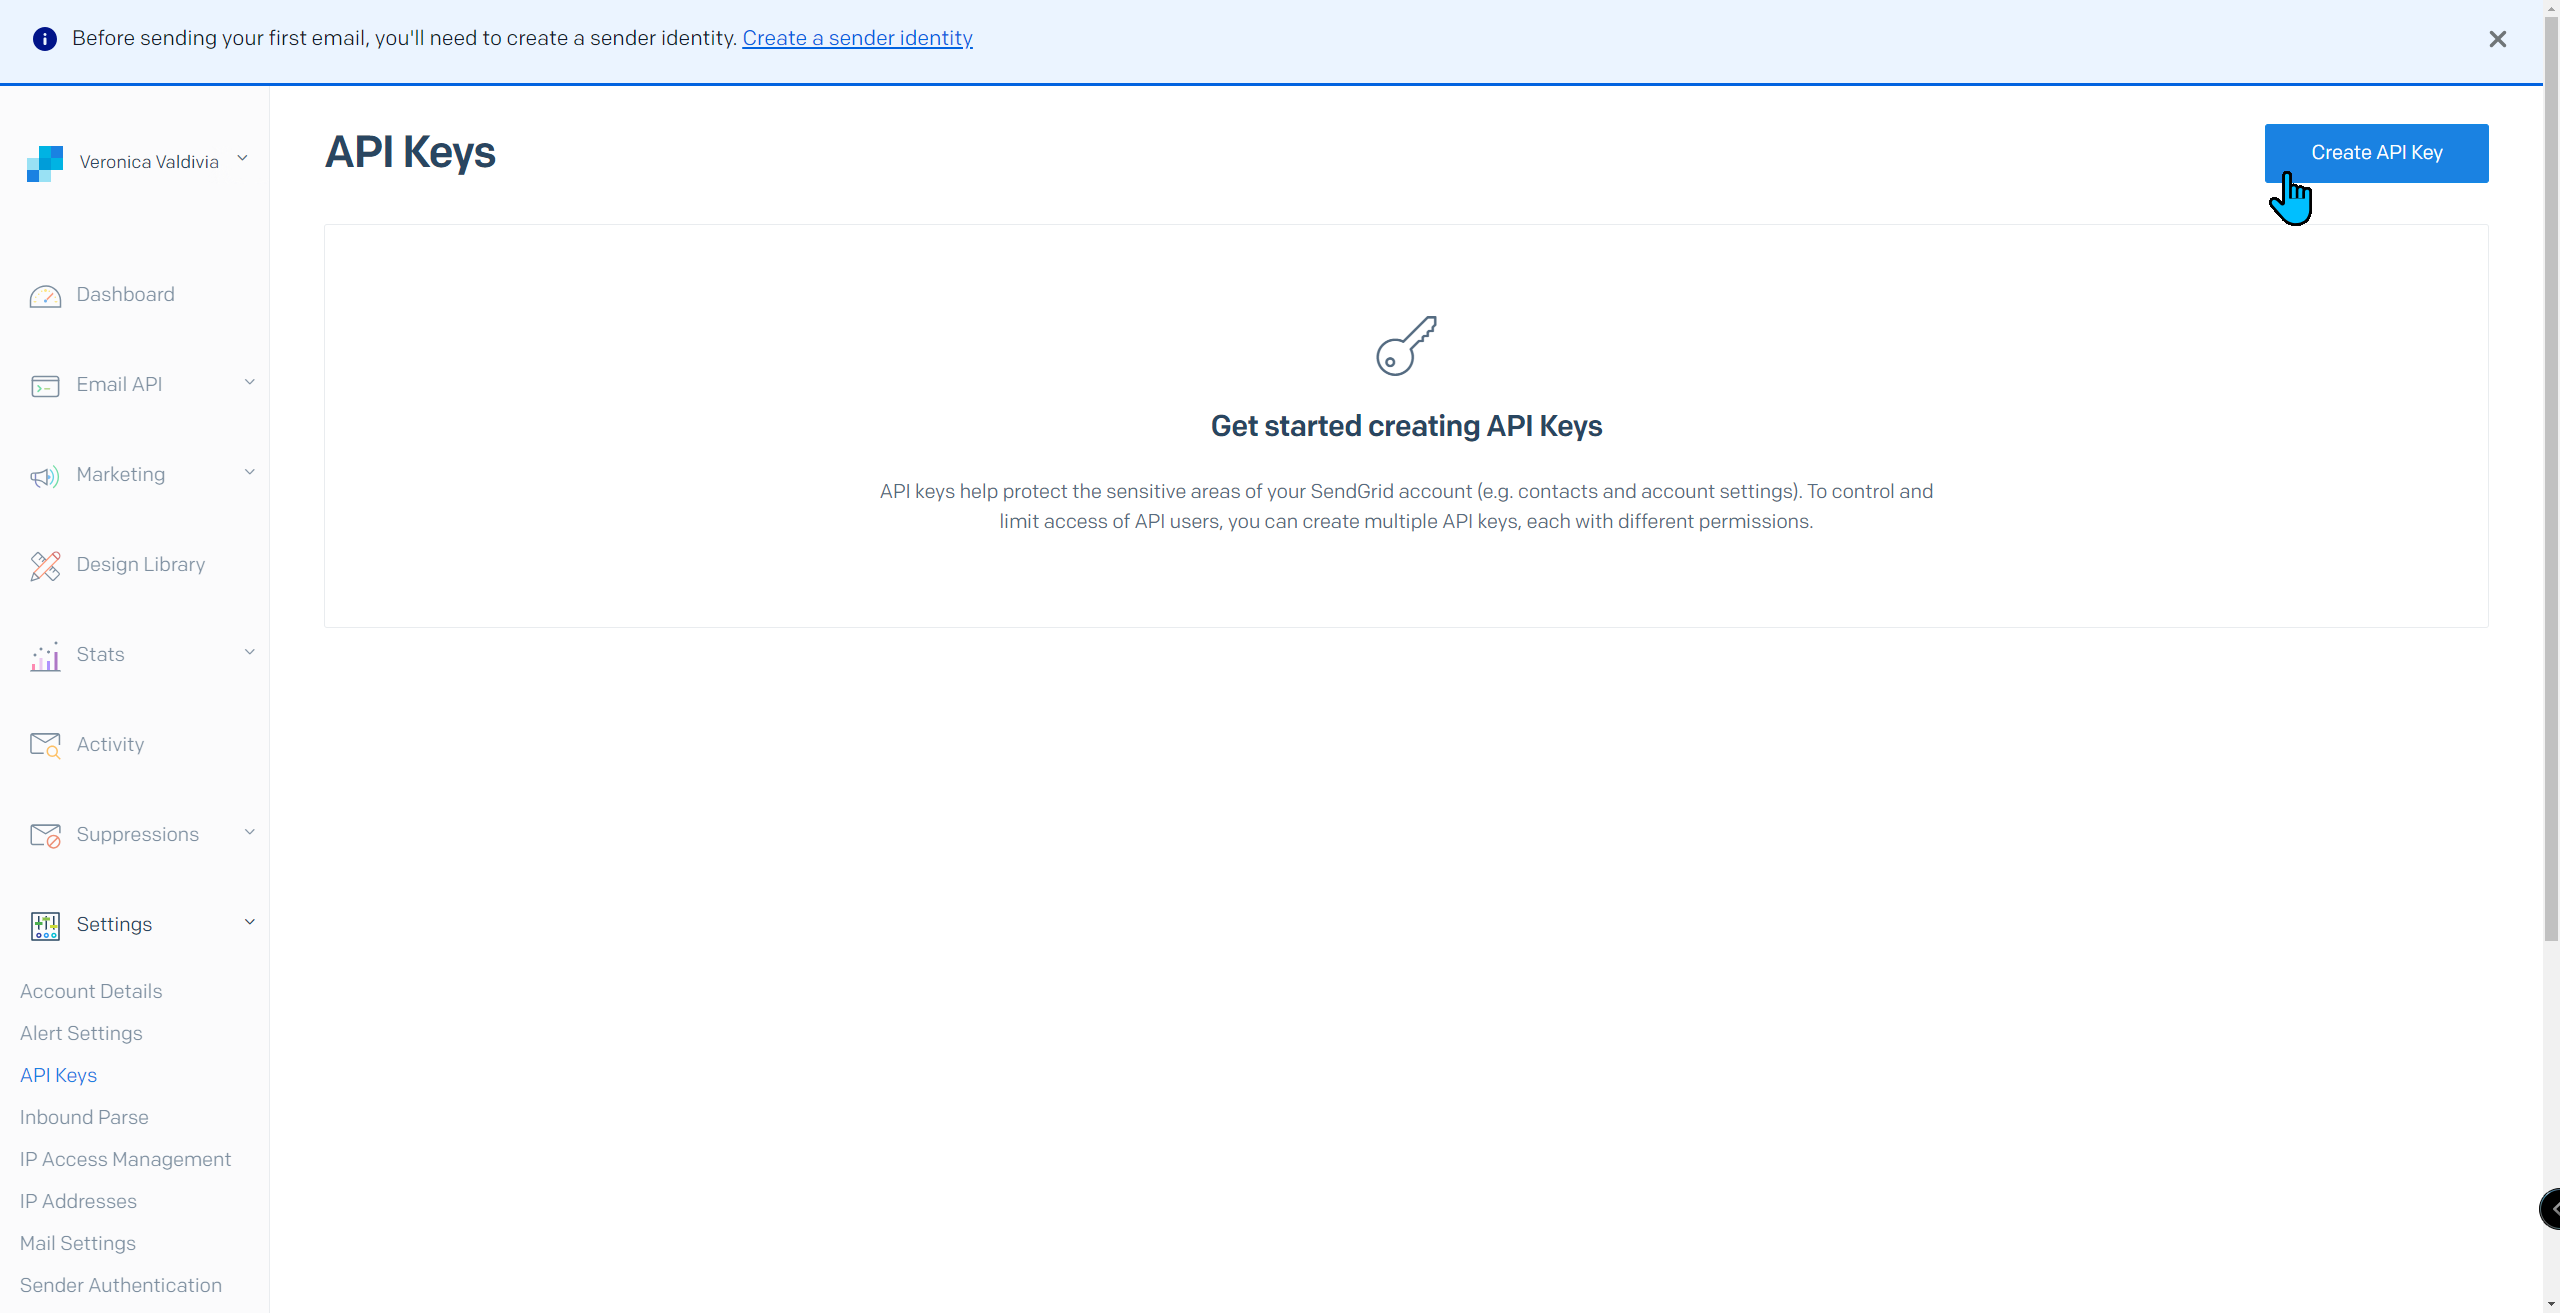 Before sending your first email, you'll need to create a sender identity. Create a sender identity
Veronica Valdivia
Dashboard
Email API
Marketing
Design Library
Stats
Activity
Suppressions
Settings
Account Details
Alert Settings
API Keys
Inbound Parse
IP Access Management
IP Addresses
Mail Settings
Sender Authentication
API Keys
Create API Key
Get started creating API Keys
API keys help protect the sensitive areas of your SendGrid account (e.g. contacts and account settings). To control and
limit access of API users, you can create multiple API keys, each with different permissions.